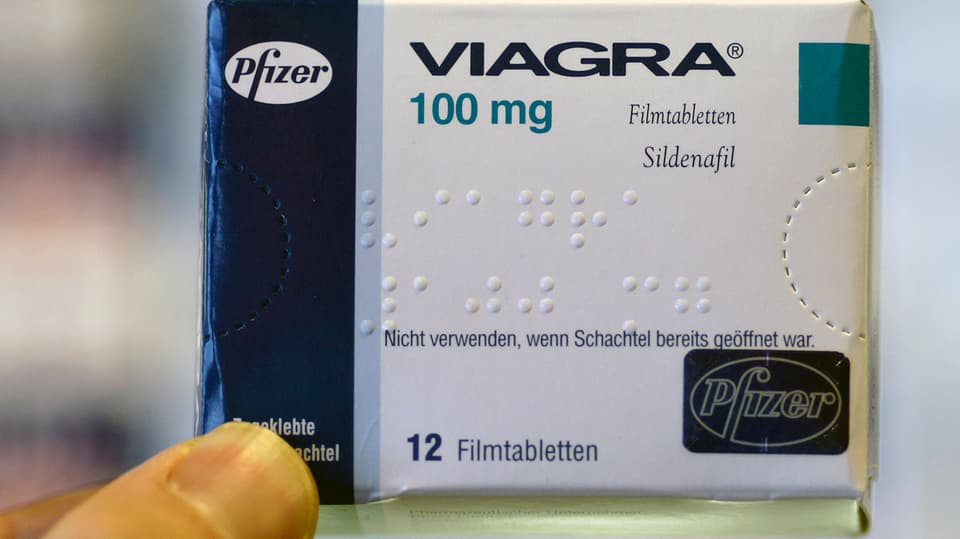 Pfizer
VIAGRA®
100 mg
Filmtabletten
Sildenafil
Nicht verwenden, wenn Schachtel bereits geöffnet war.
Pfizer
12 Filmtabletten